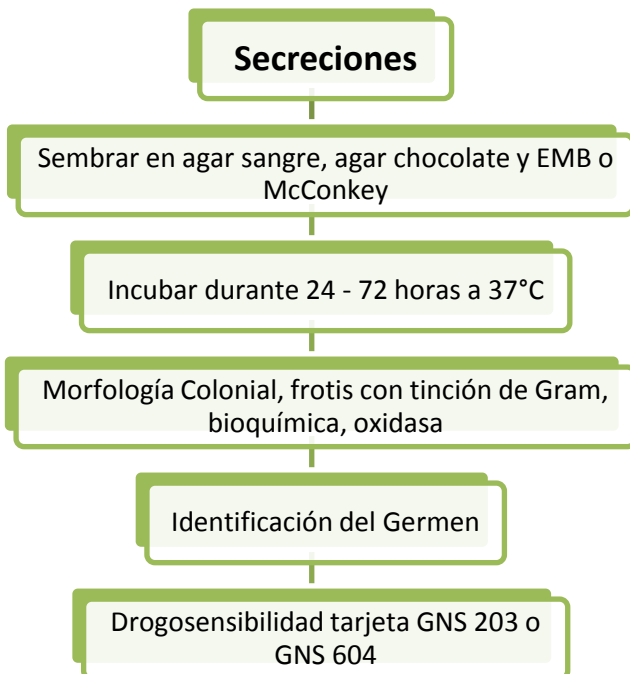 Secreciones
Sembrar en agar sangre, agar chocolate y EMB o
McConkey
Incubar durante 24 - 72 horas a 37°C
Morfología Colonial, frotis con tinción de Gram,
bioquímica, oxidasa
Identificación del Germen
Drogosensibilidad tarjeta GNS 203 o
GNS 604